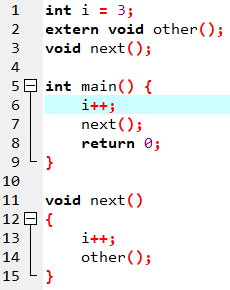 1 int i = 3;
2 extern void other();
3 void next();
4
5 int main() {
6     i++;
7     next();
8     return 0;
9 }
10
11 void next()
12 {
13     i++;
14     other();
15 }